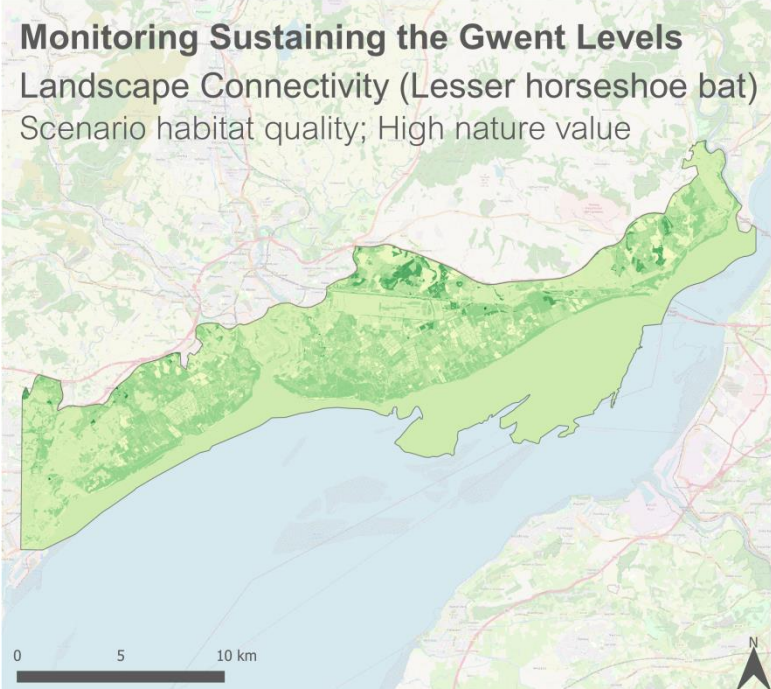 Monitoring Sustaining the Gwent Levels
Landscape Connectivity (Lesser horseshoe bat)
Scenario habitat quality; High nature value
0 5 10 km
N